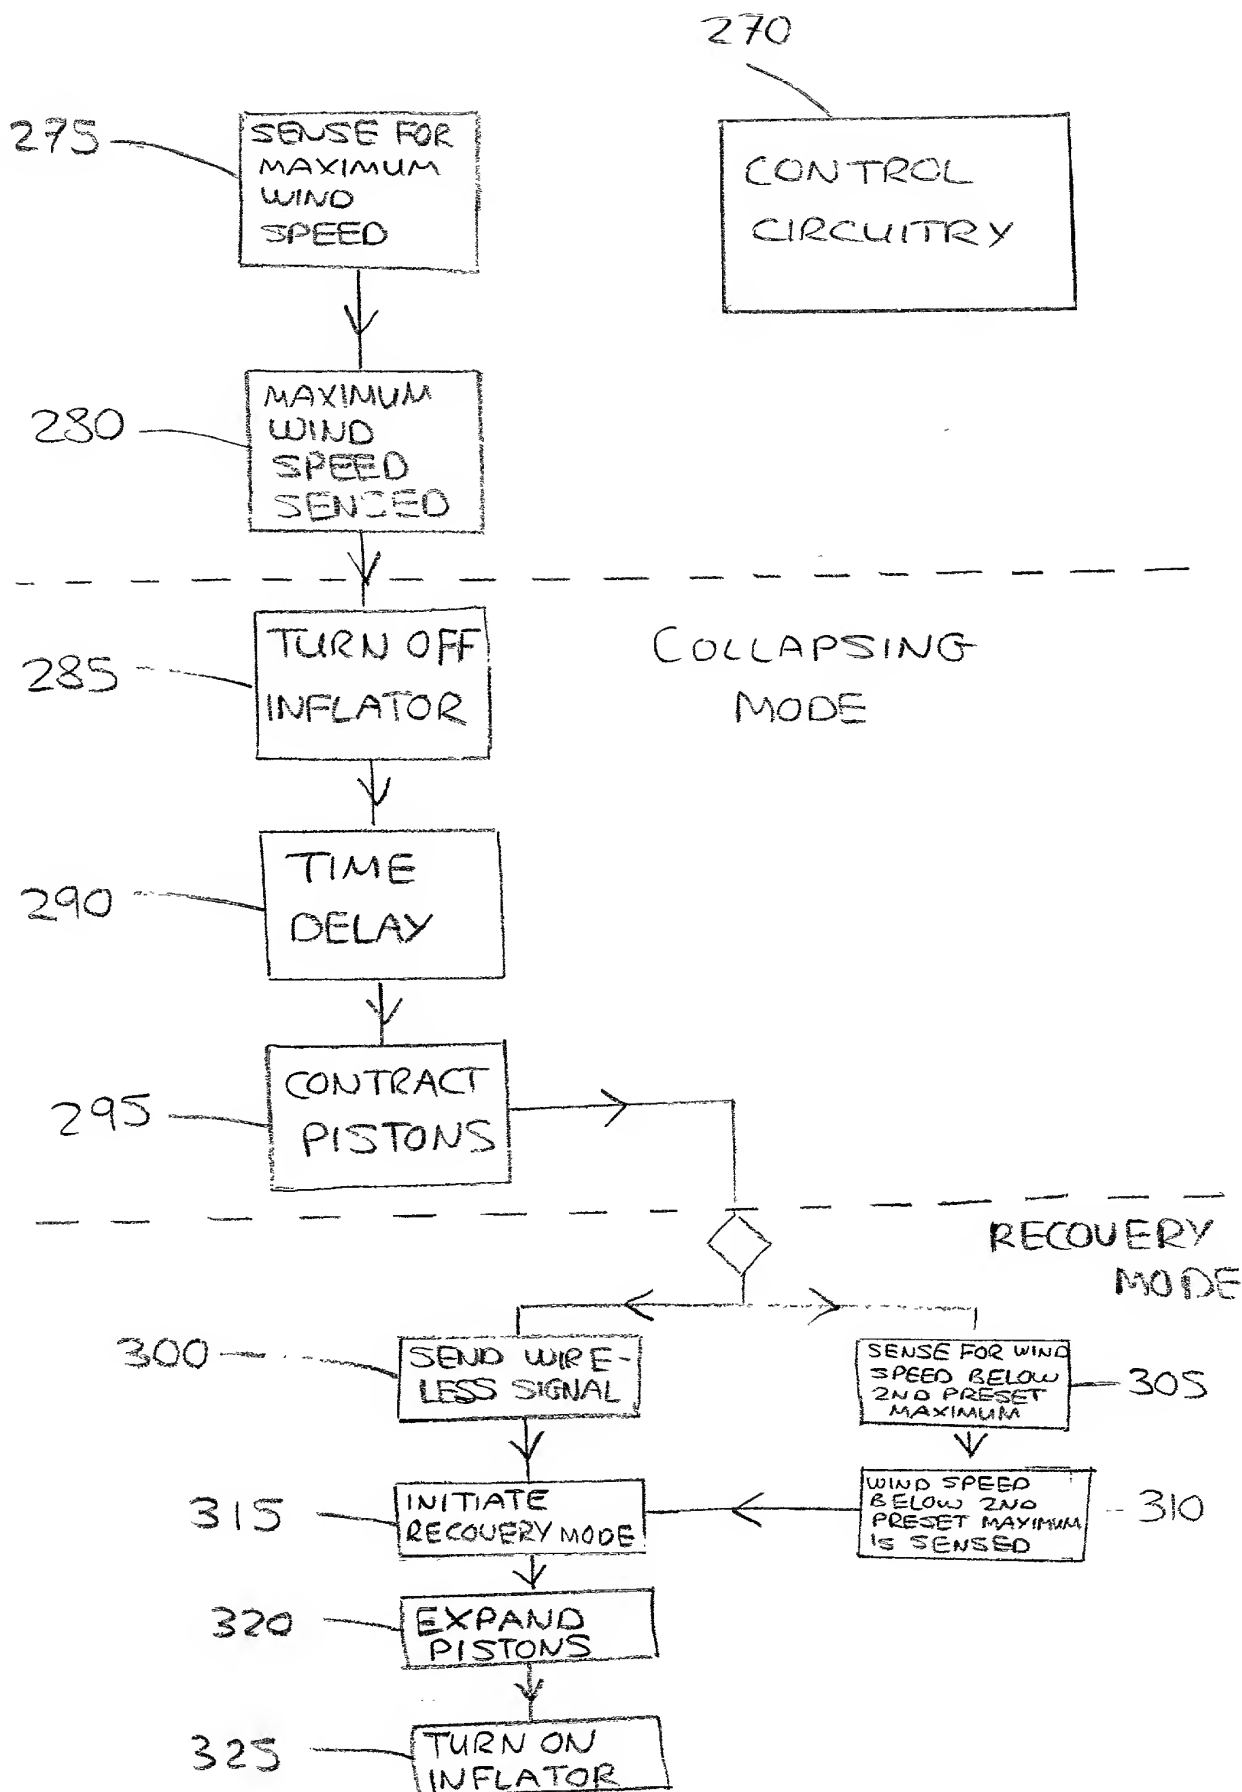 270
275
SENSE FOR
MAXIMUM
WIND
SPEED
CONTROL
CIRCUITRY
280
MAXIMUM
WIND
SPEED
SENSED
285
TURN OFF
INFLATOR
COLLAPSING
MODE
290
TIME
DELAY
295
CONTRACT
PISTONS
RECOVERY
MODE
300
SEND WIRE-
LESS SIGNAL
SENSE FOR WIND
SPEED BELOW
2ND PRESET
MAXIMUM
305
315
INITIATE
RECOVERY MODE
WIND SPEED
BELOW 2ND
PRESET MAXIMUM
IS SENSED
310
320
EXPAND
PISTONS
325
TURN ON
INFLATOR